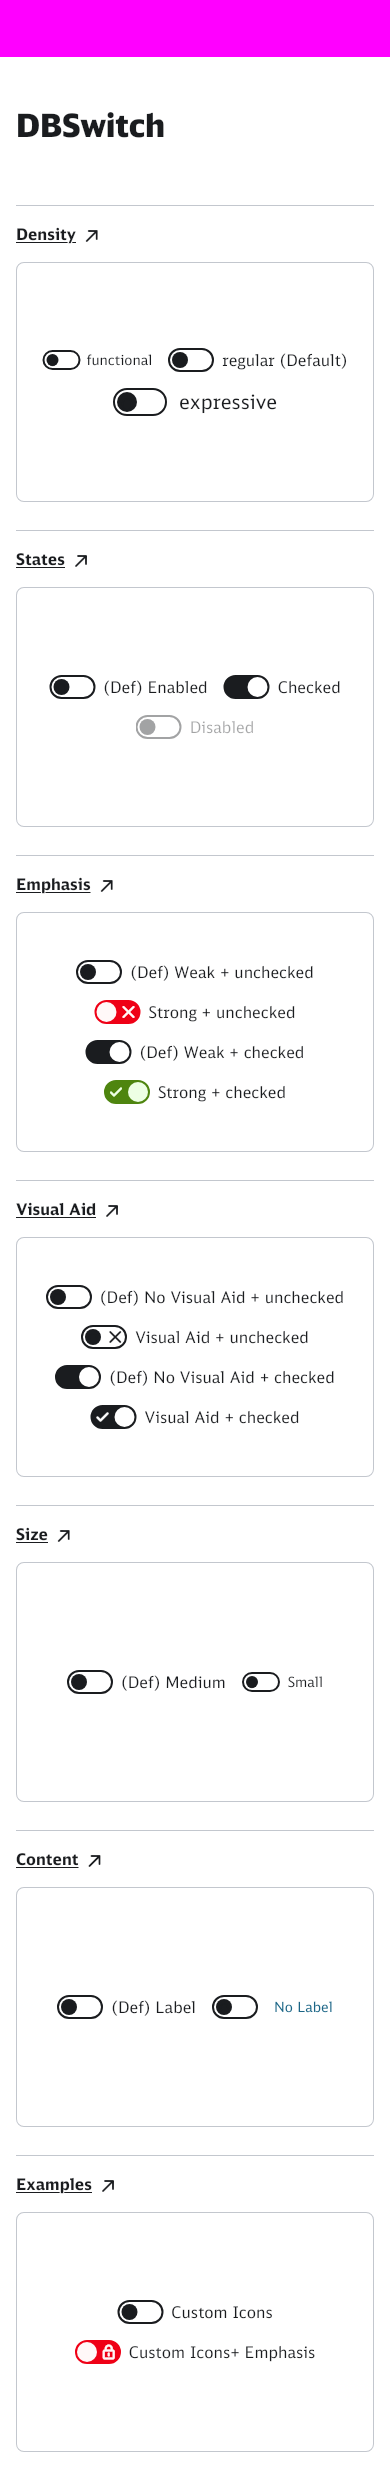 DBSwitch
Density
functional regular (Default)
expressive
States
(Def) Enabled Checked
Disabled
Emphasis
(Def) Weak + unchecked
Strong + unchecked
(Def) Weak + checked
Strong + checked
Visual Aid
(Def) No Visual Aid + unchecked
Visual Aid + unchecked
(Def) No Visual Aid + checked
Visual Aid + checked
Size
(Def) Medium Small
Content
(Def) Label No Label
Examples
Custom Icons
Custom Icons+ Emphasis